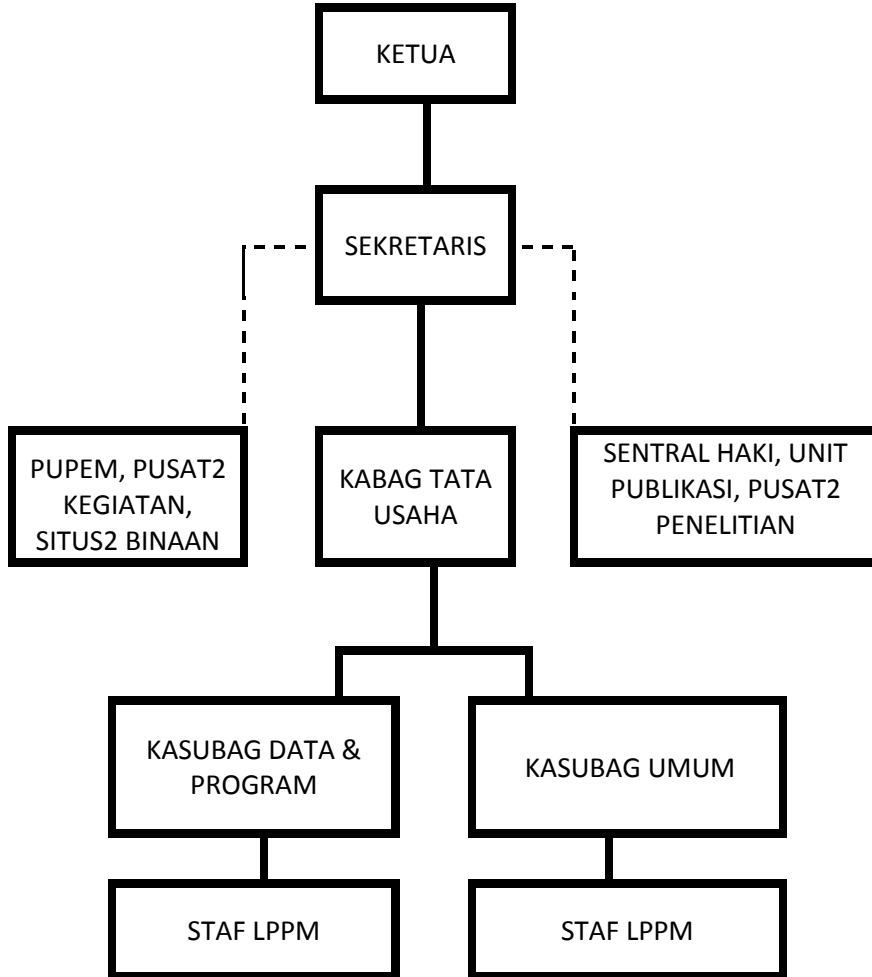 KETUA
SEKRETARIS
PUPEM, PUSAT2
KEGIATAN,
SITUS2 BINAAN
KABAG TATA
USAHA
SENTRAL HAKI, UNIT
PUBLIKASI, PUSAT2
PENELITIAN
KASUBAG DATA &
PROGRAM
KASUBAG UMUM
STAF LPPM
STAF LPPM